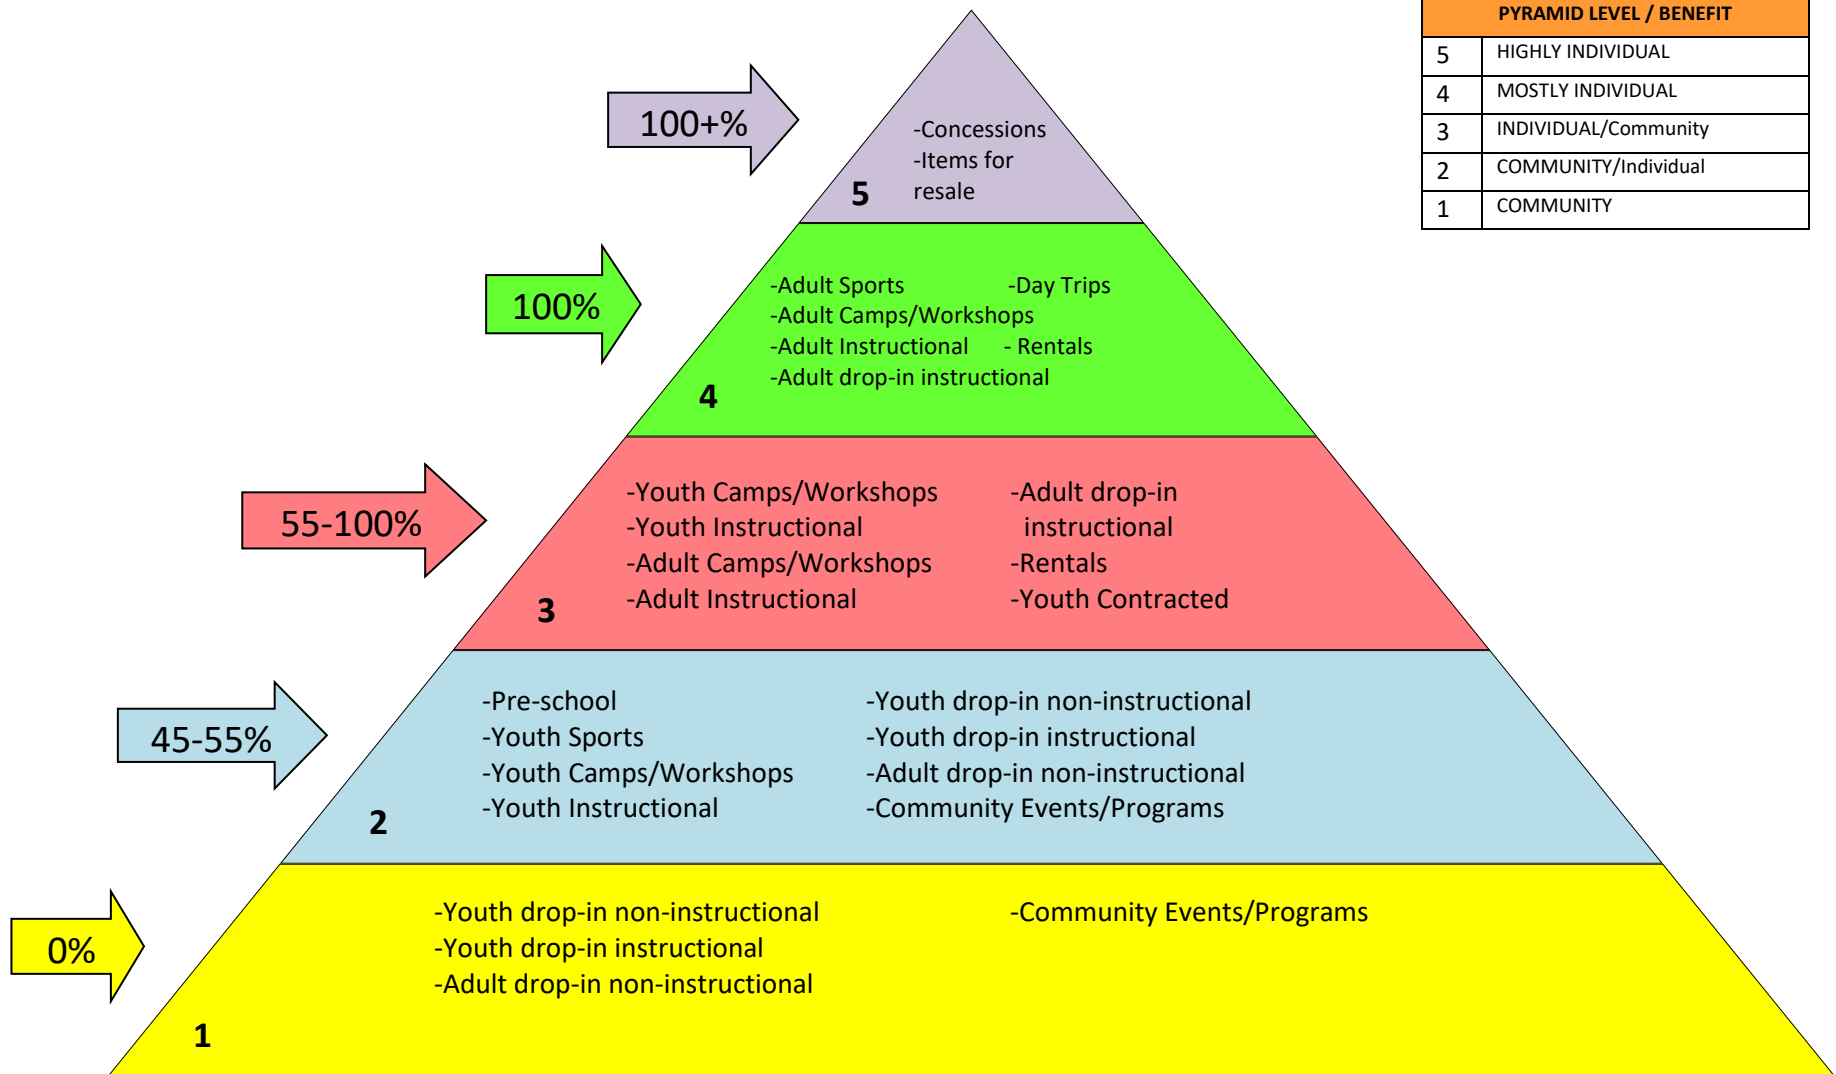 PYRAMID LEVEL / BENEFIT
5 HIGHLY INDIVIDUAL
4 MOSTLY INDIVIDUAL
3 INDIVIDUAL/Community
2 COMMUNITY/Individual
1 COMMUNITY
100+%
-Concessions
-Items for
resale
5
100%
-Adult Sports -Day Trips
-Adult Camps/Workshops
-Adult Instructional - Rentals
-Adult drop-in instructional
4
55-100%
-Youth Camps/Workshops
-Youth Instructional
-Adult Camps/Workshops
-Adult Instructional
-Adult drop-in
instructional
-Rentals
-Youth Contracted
3
45-55%
-Pre-school
-Youth Sports
-Youth Camps/Workshops
-Youth Instructional
-Youth drop-in non-instructional
-Youth drop-in instructional
-Adult drop-in non-instructional
-Community Events/Programs
2
0%
-Youth drop-in non-instructional
-Youth drop-in instructional
-Adult drop-in non-instructional
-Community Events/Programs
1